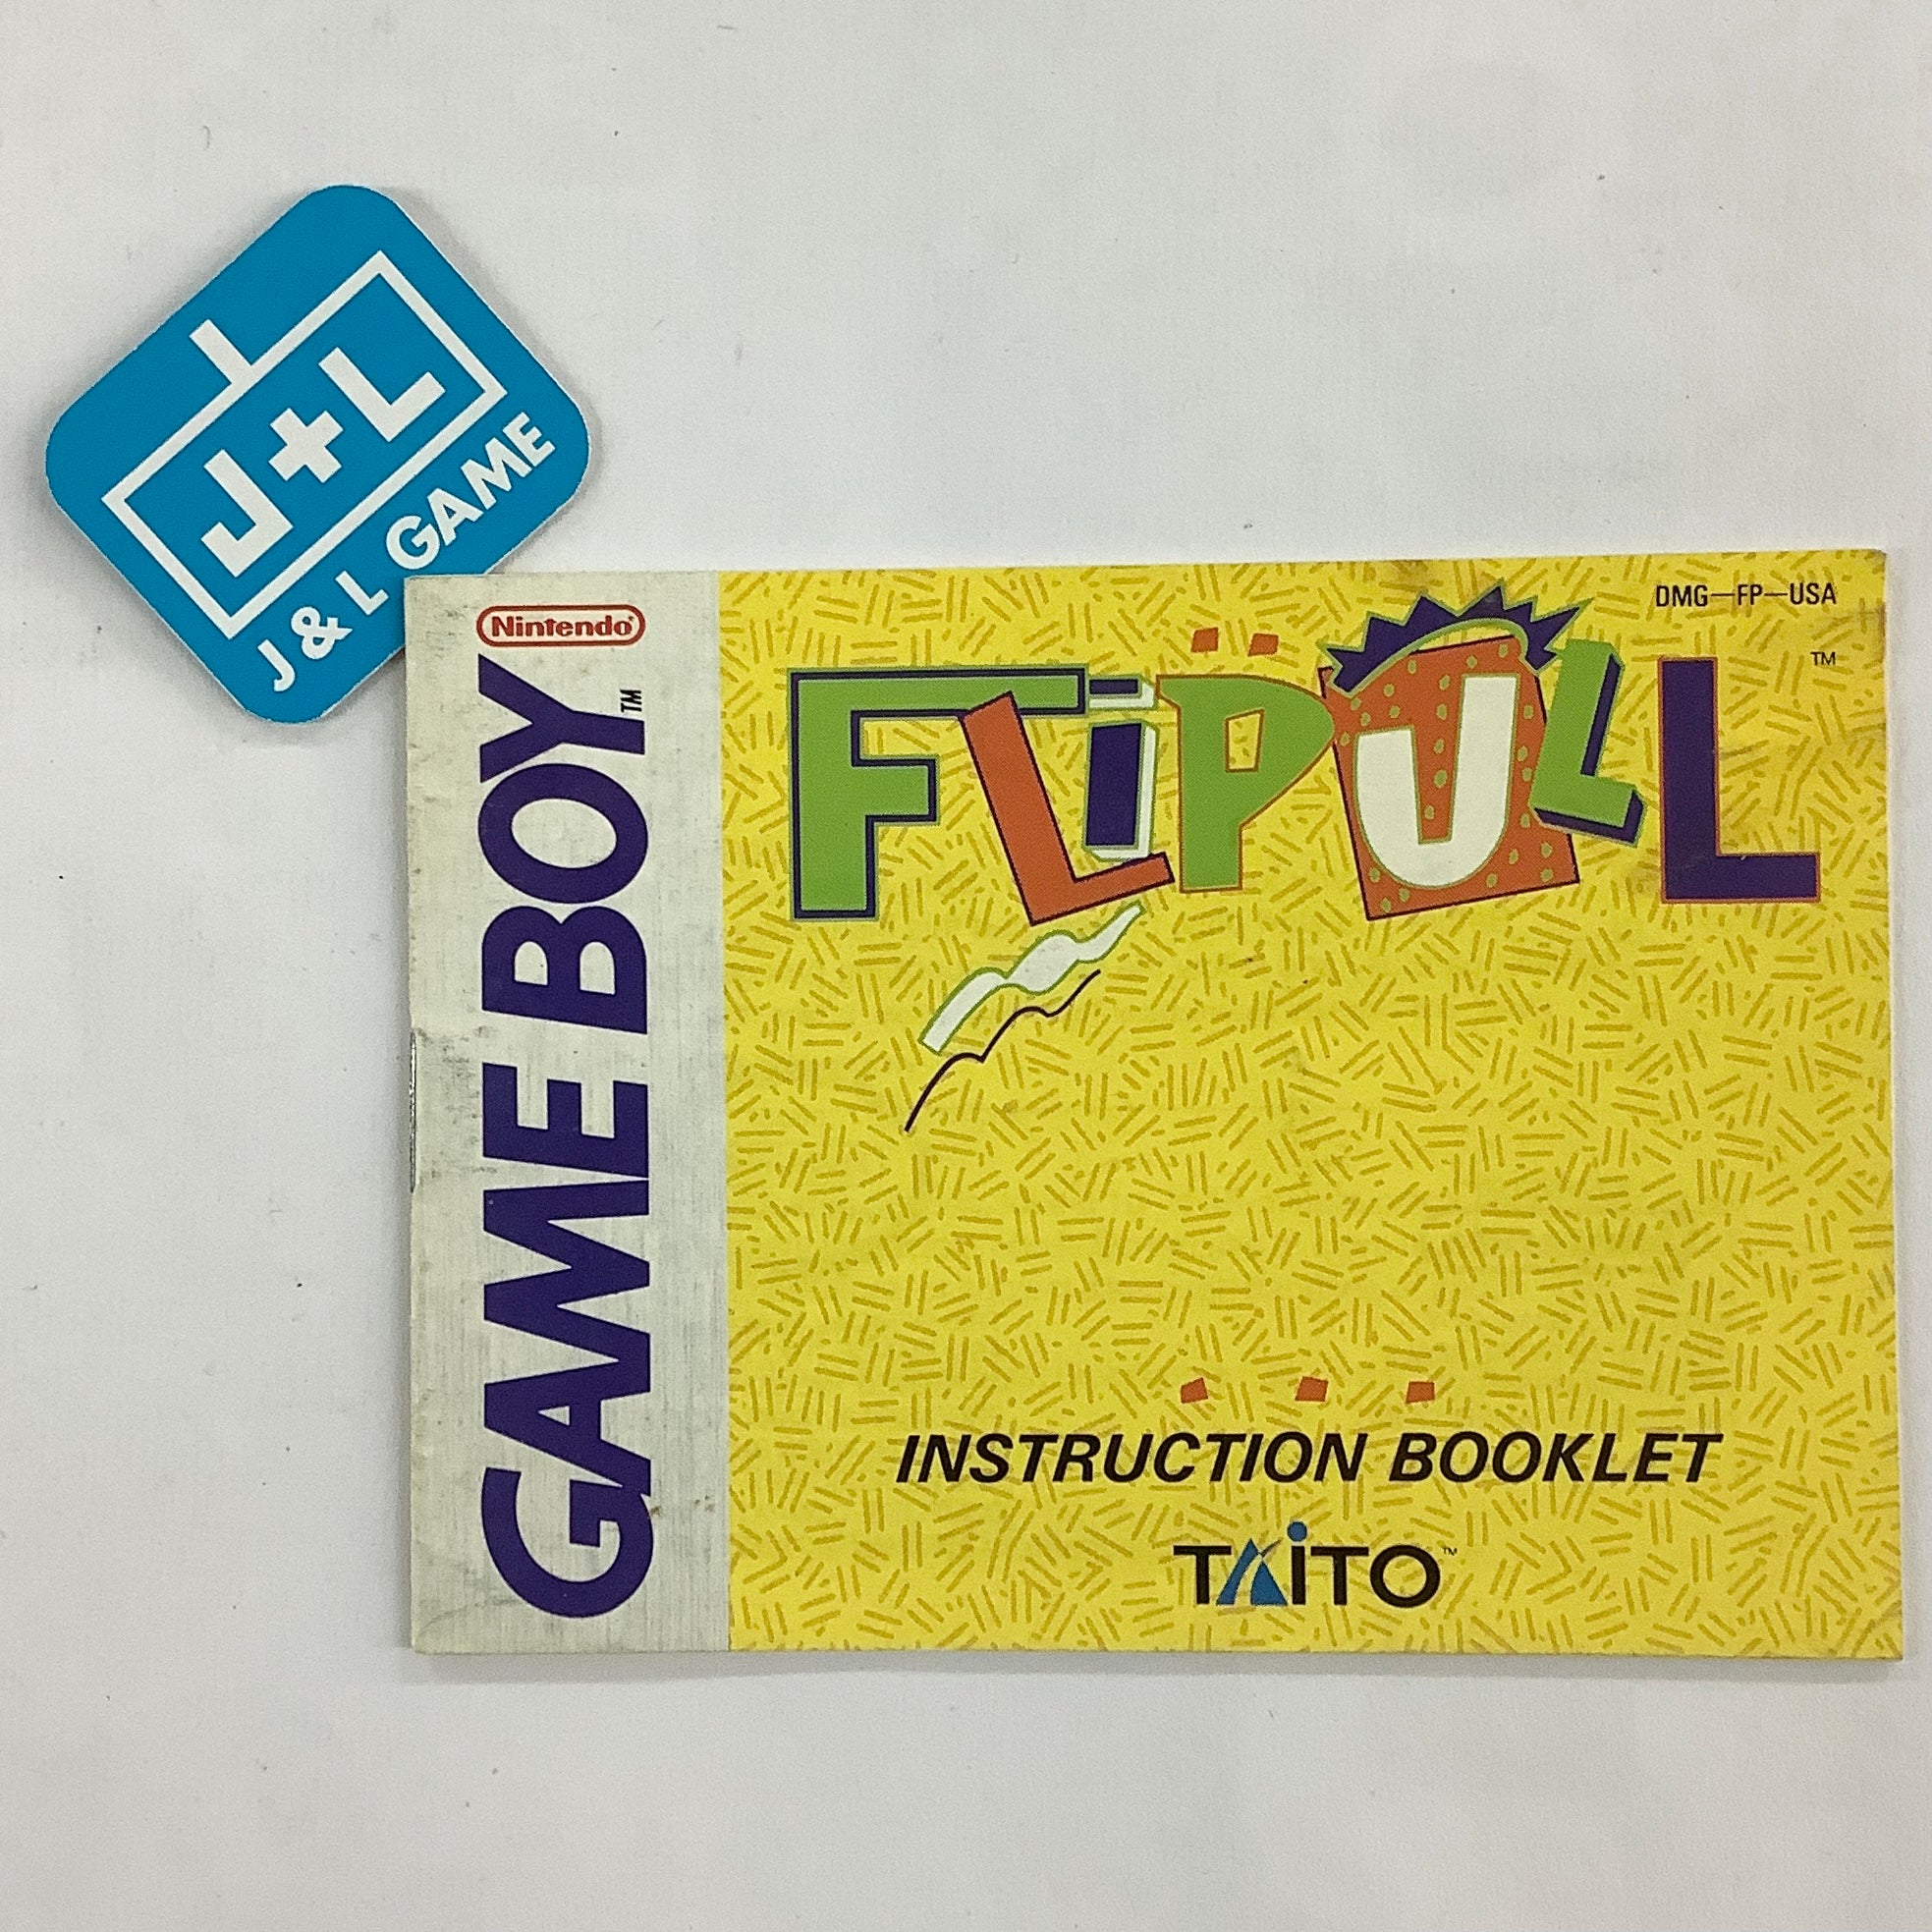 J+L
J & L GAME
Nintendo®
GAME BOY™
DMG-FP-USA
FLiPULL™
INSTRUCTION BOOKLET
TAiTO™